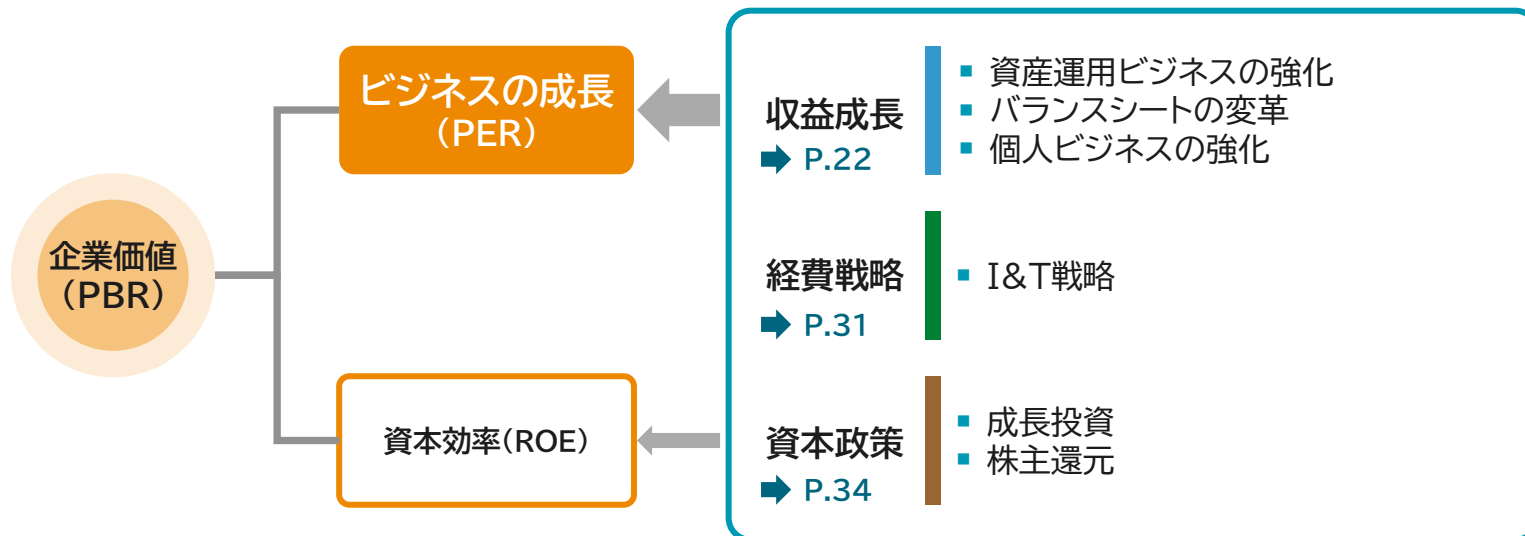 企業価値
(PBR)
ビジネスの成長
(PER)
資本効率(ROE)
収益成長
P.22
▪ 資産運用ビジネスの強化
▪ バランスシートの変革
▪ 個人ビジネスの強化
経費戦略
P.31
▪ I&T戦略
資本政策
P.34
▪ 成長投資
▪ 株主還元